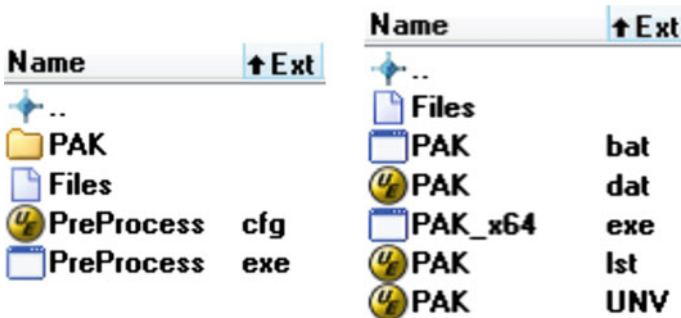 Name ↑ Ext
..
PAK
Files
PreProcess cfg
PreProcess exe
Name ↑ Ext
..
Files
PAK bat
PAK dat
PAK_x64 exe
PAK lst
PAK UNV